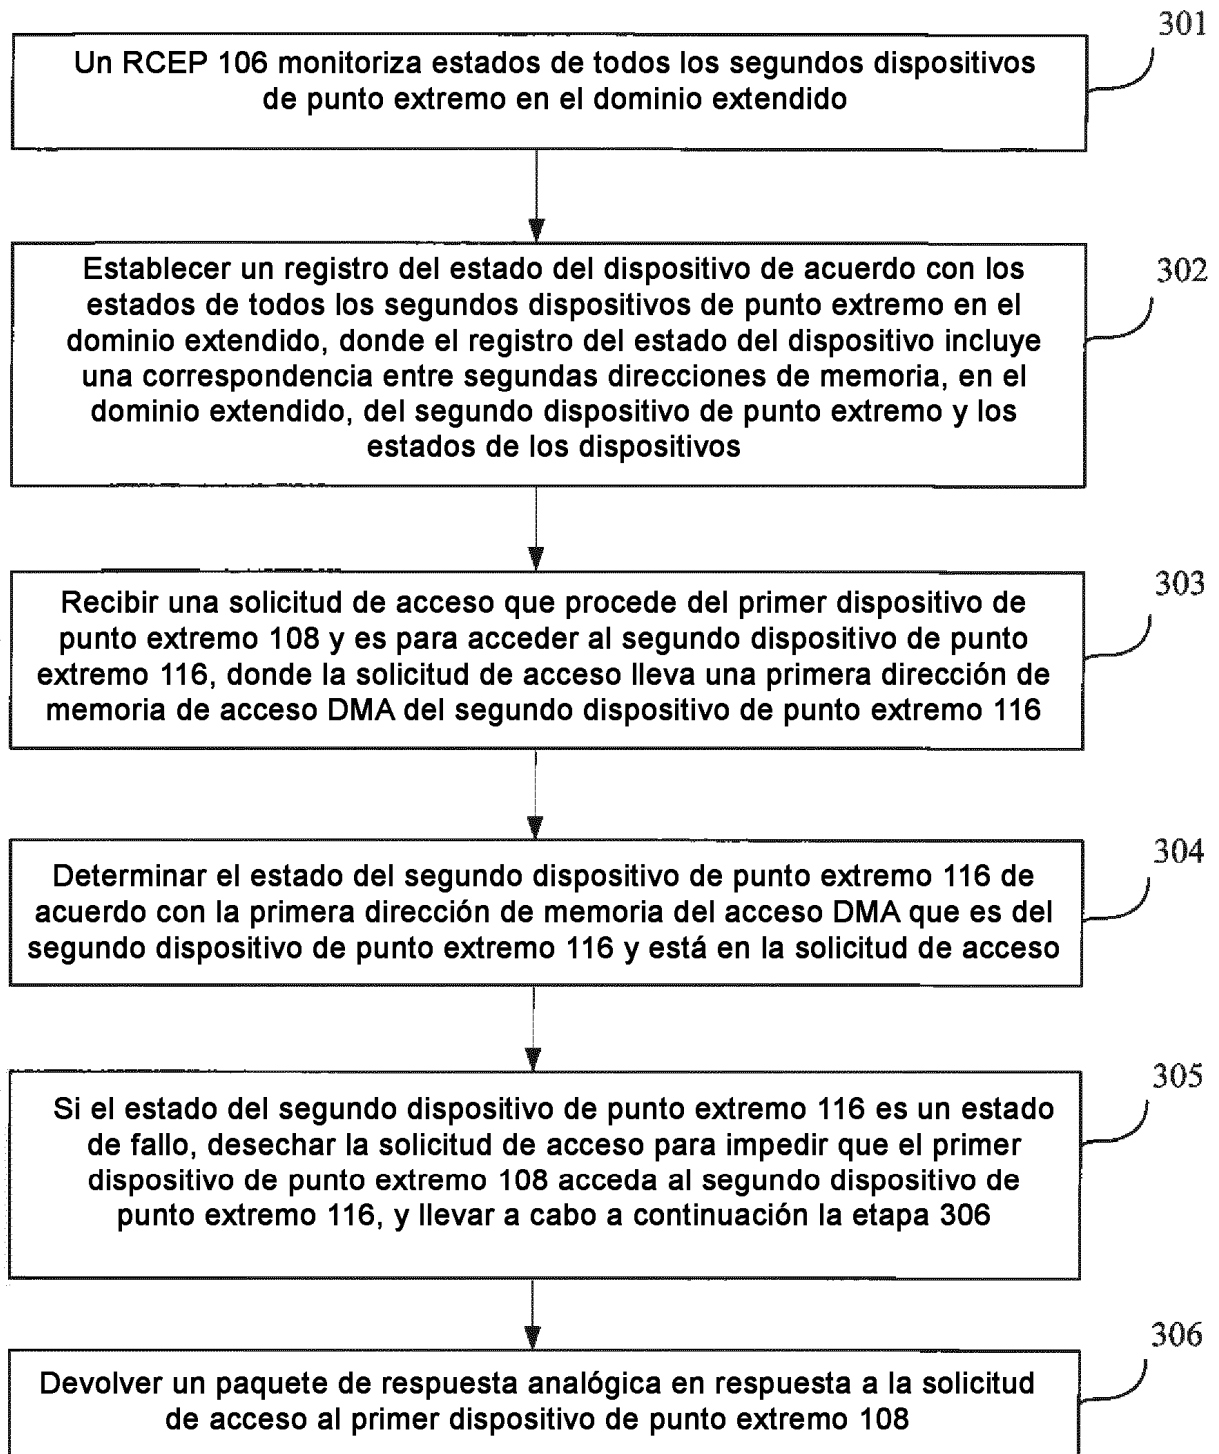 301
Un RCEP 106 monitoriza estados de todos los segundos dispositivos
de punto extremo en el dominio extendido
302
Establecer un registro del estado del dispositivo de acuerdo con los
estados de todos los segundos dispositivos de punto extremo en el
dominio extendido, donde el registro del estado del dispositivo incluye
una correspondencia entre segundas direcciones de memoria, en el
dominio extendido, del segundo dispositivo de punto extremo y los
estados de los dispositivos
303
Recibir una solicitud de acceso que procede del primer dispositivo de
punto extremo 108 y es para acceder al segundo dispositivo de punto
extremo 116, donde la solicitud de acceso lleva una primera dirección de
memoria de acceso DMA del segundo dispositivo de punto extremo 116
304
Determinar el estado del segundo dispositivo de punto extremo 116 de
acuerdo con la primera dirección de memoria del acceso DMA que es del
segundo dispositivo de punto extremo 116 y está en la solicitud de acceso
305
Si el estado del segundo dispositivo de punto extremo 116 es un estado
de fallo, desechar la solicitud de acceso para impedir que el primer
dispositivo de punto extremo 108 acceda al segundo dispositivo de
punto extremo 116, y llevar a cabo a continuación la etapa 306
306
Devolver un paquete de respuesta analógica en respuesta a la solicitud
de acceso al primer dispositivo de punto extremo 108